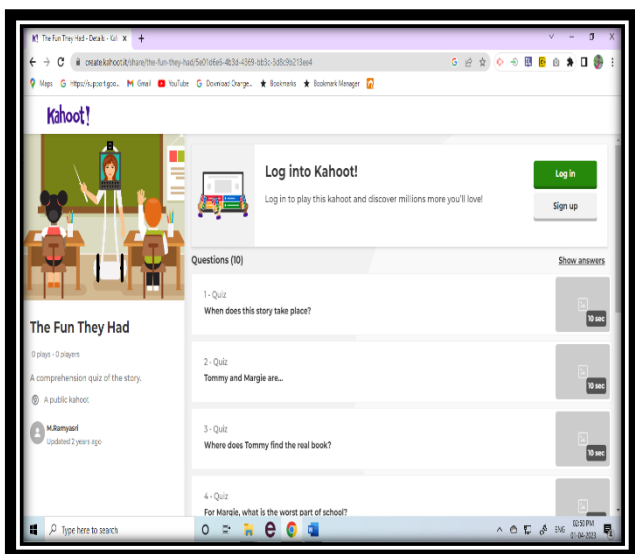 K! The Fun They Had - Details - Kah X +
create.kahoot.it/share/the-fun-they-had/
Maps G https://support.goo... M Gmail YouTube G Download Orange... Bookmarks Bookmark Manager
Kahoot!
Log into Kahoot!
Log in to play this kahoot and discover millions more you'll love!
Log in
Sign up
Questions (10)
Show answers
1 - Quiz
When does this story take place?
10 sec
2 - Quiz
Tommy and Margie are...
10 sec
3 - Quiz
Where does Tommy find the real book?
10 sec
4 - Quiz
For Margie, what is the worst part of school?
The Fun They Had
0 plays - 0 players
A comprehension quiz of the story.
A public kahoot
M.Ramyasri
Updated 2 years ago
Type here to search
ENG
02:50 PM
01-04-2023